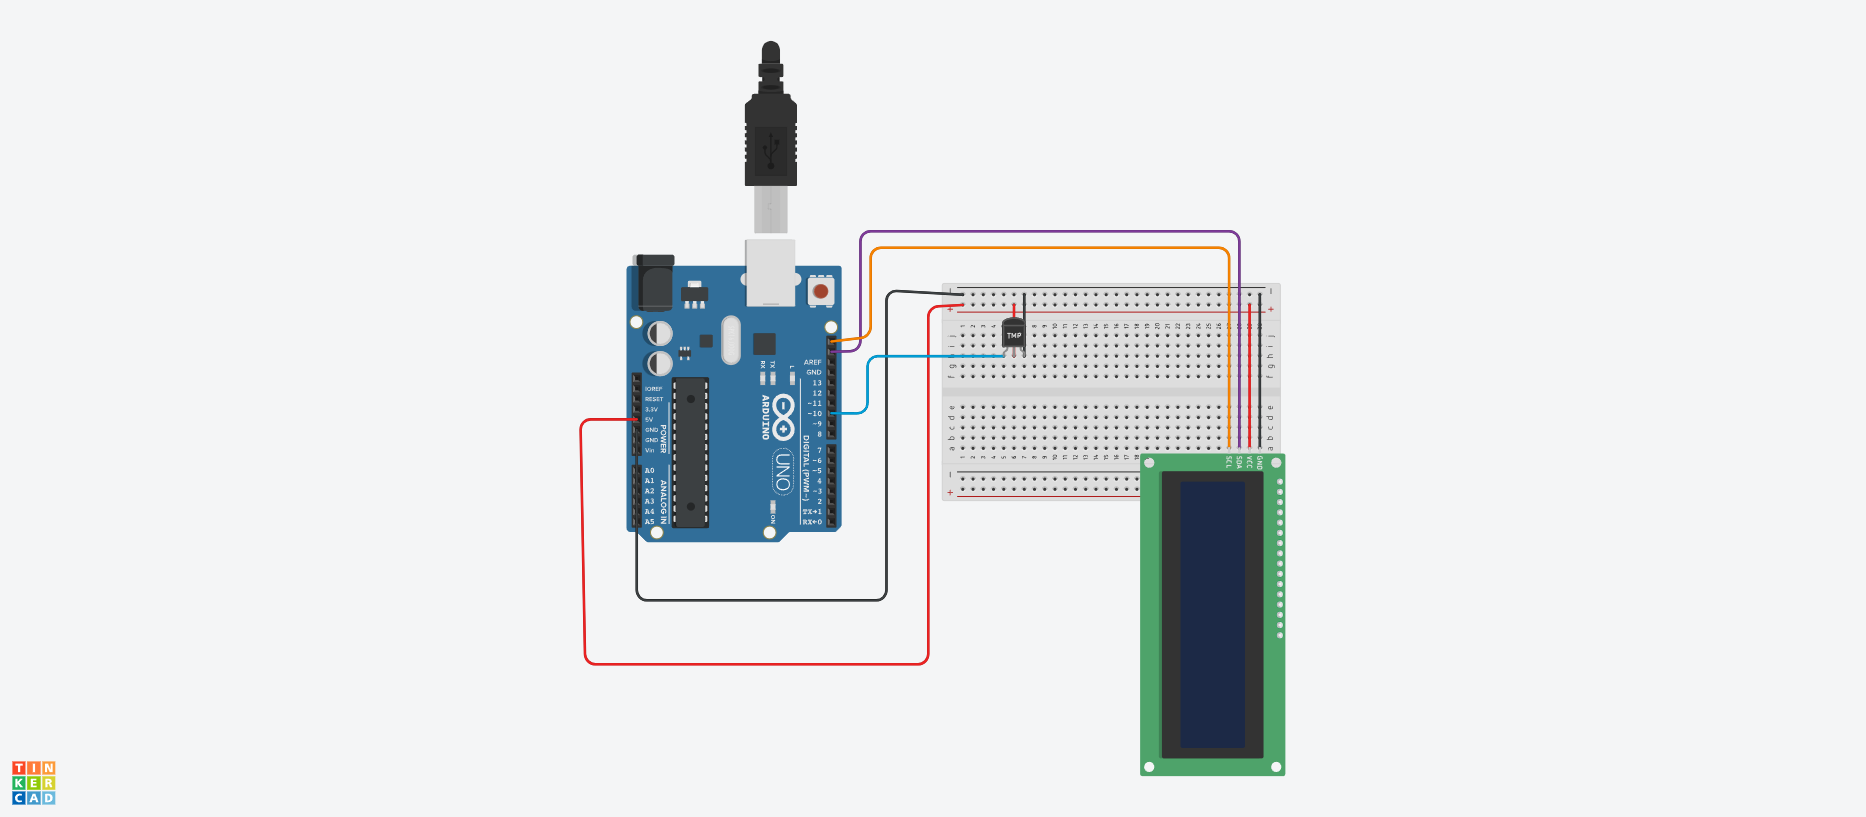 AREF
GND
13
12
~11
~10
~9
8
7
~6
~5
4
~3
2
TX→1
RX←0
DIGITAL (PWM~)
RX
TX
L
ARDUINO
UNO
ON
IOREF
RESET
3.3V
5V
GND
GND
Vin
POWER
A0
A1
A2
A3
A4
A5
ANALOG IN
TMP
SCL
SDA
VCC
GND
TIN
KER
CAD